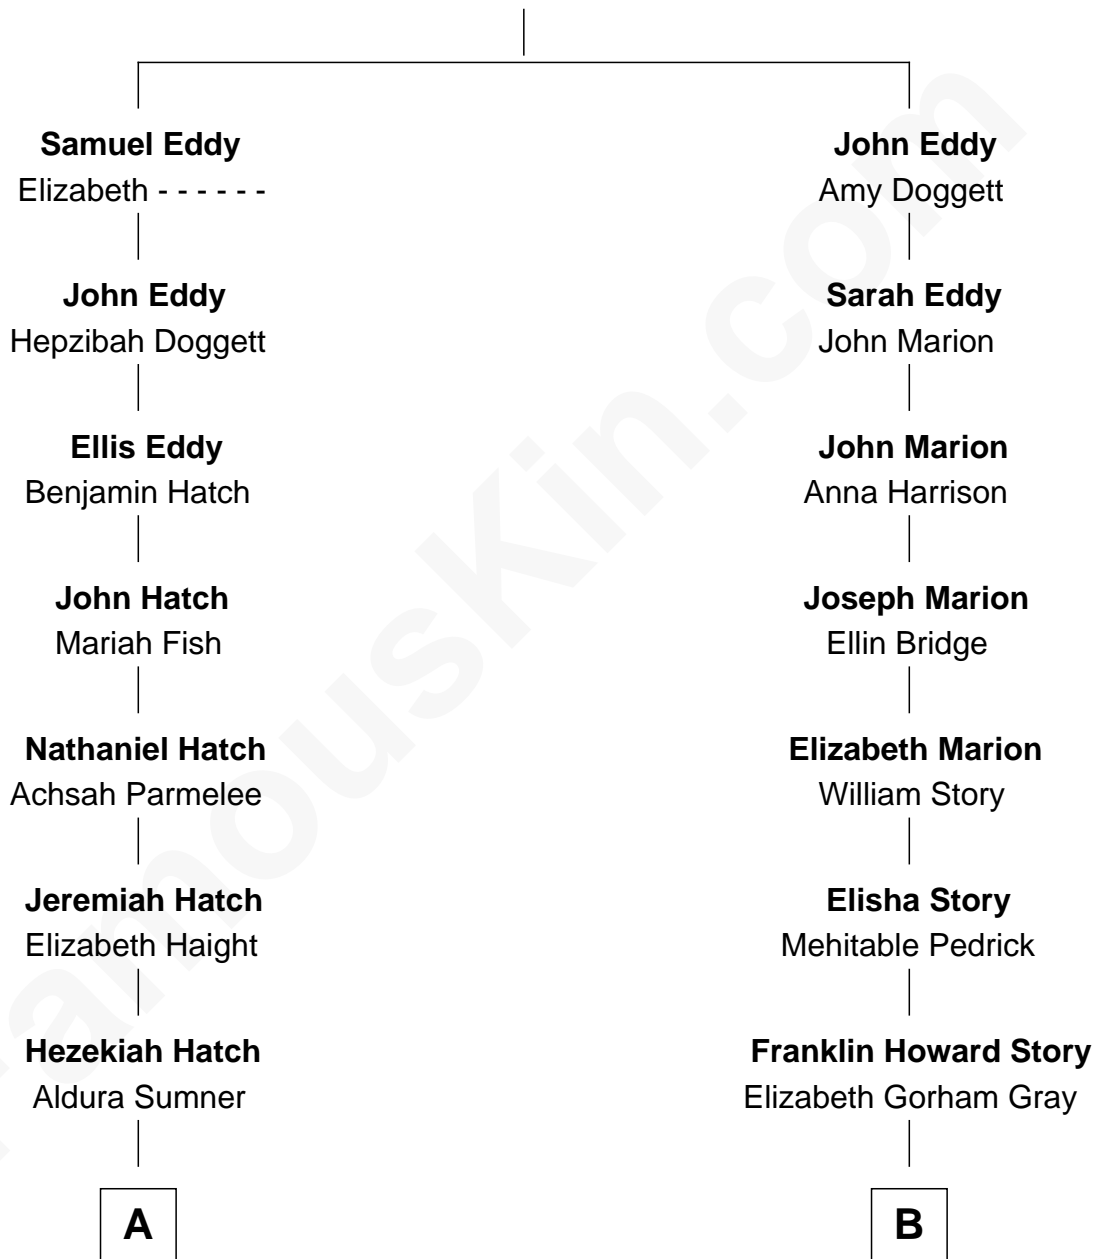 Samuel Eddy
Elizabeth - - - - - -
John Eddy
Hepzibah Doggett
Ellis Eddy
Benjamin Hatch
John Hatch
Mariah Fish
Nathaniel Hatch
Achsah Parmelee
Jeremiah Hatch
Elizabeth Haight
Hezekiah Hatch
Aldura Sumner
A
John Eddy
Amy Doggett
Sarah Eddy
John Marion
John Marion
Anna Harrison
Joseph Marion
Ellin Bridge
Elizabeth Marion
William Story
Elisha Story
Mehitable Pedrick
Franklin Howard Story
Elizabeth Gorham Gray
B
FamousKin.com